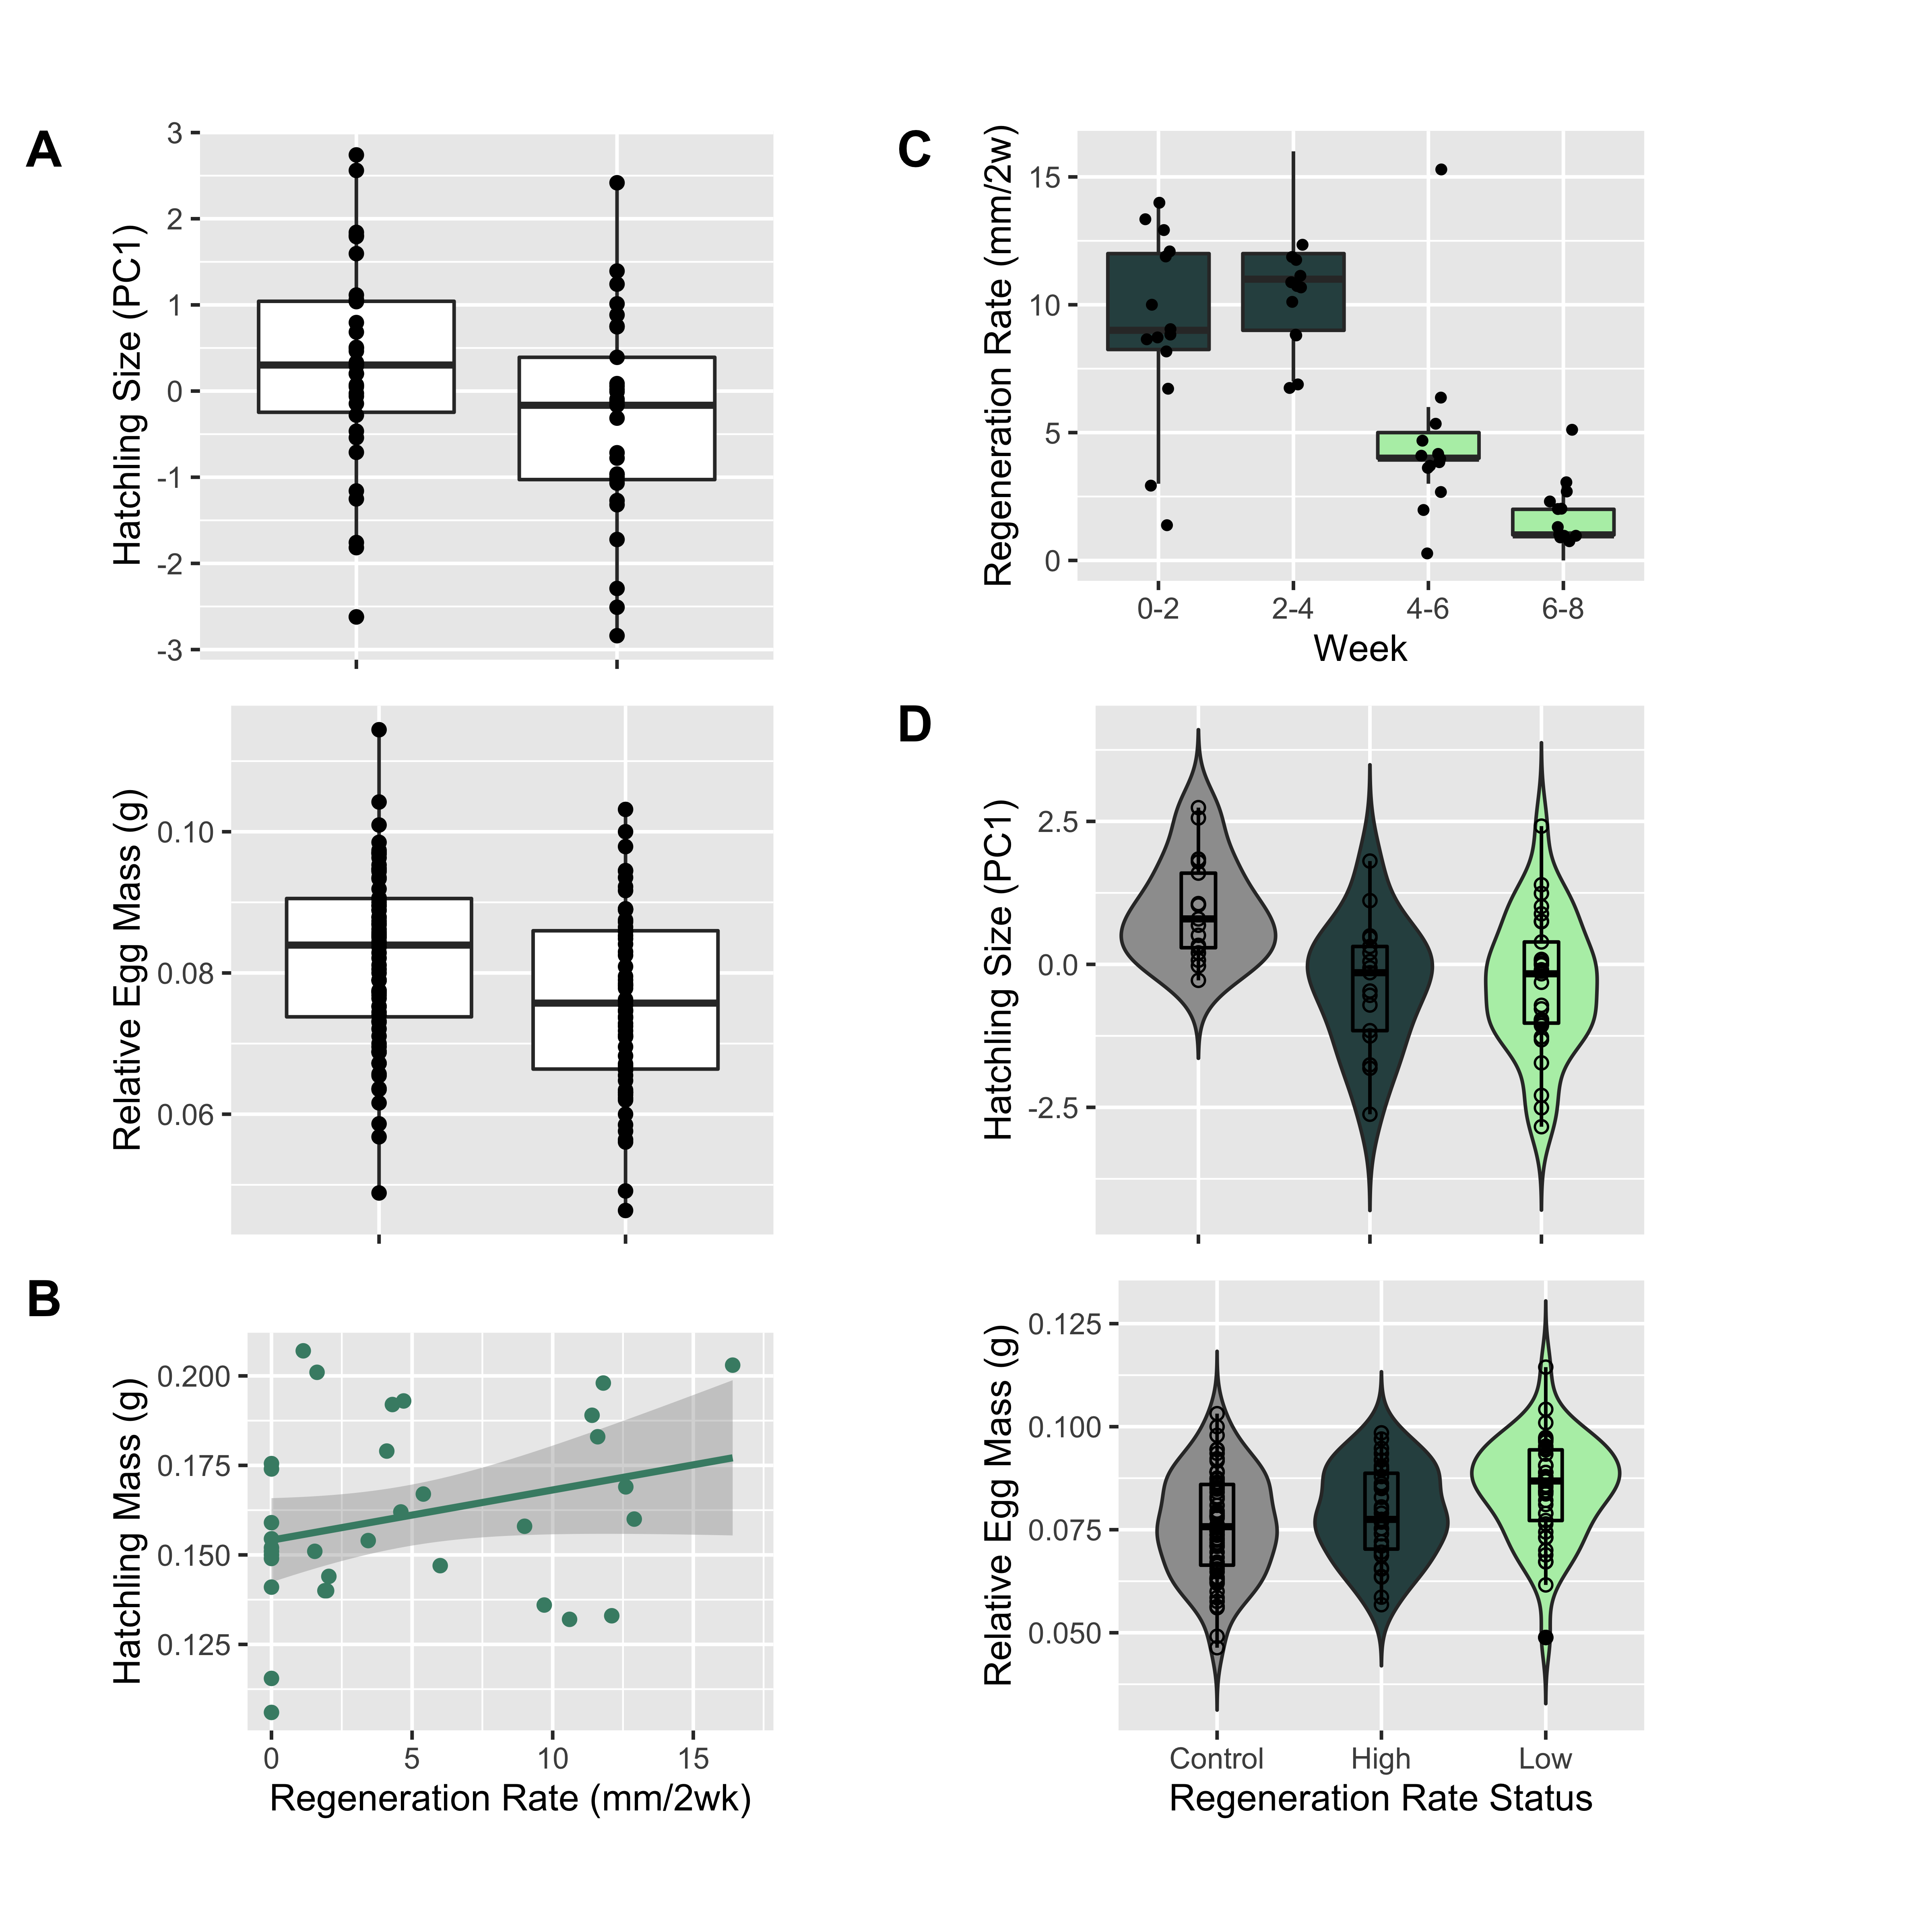 A
Hatchling Size (PC1)
3
2
1
0
-1
-2
-3
Relative Egg Mass (g)
0.10
0.08
0.06
B
Hatchling Mass (g)
0.200
0.175
0.150
0.125
0
5
10
15
Regeneration Rate (mm/2wk)
C
Regeneration Rate (mm/2w)
15
10
5
0
0-2
2-4
4-6
6-8
Week
D
Hatchling Size (PC1)
2.5
0.0
-2.5
Relative Egg Mass (g)
0.125
0.100
0.075
0.050
Control
High
Low
Regeneration Rate Status